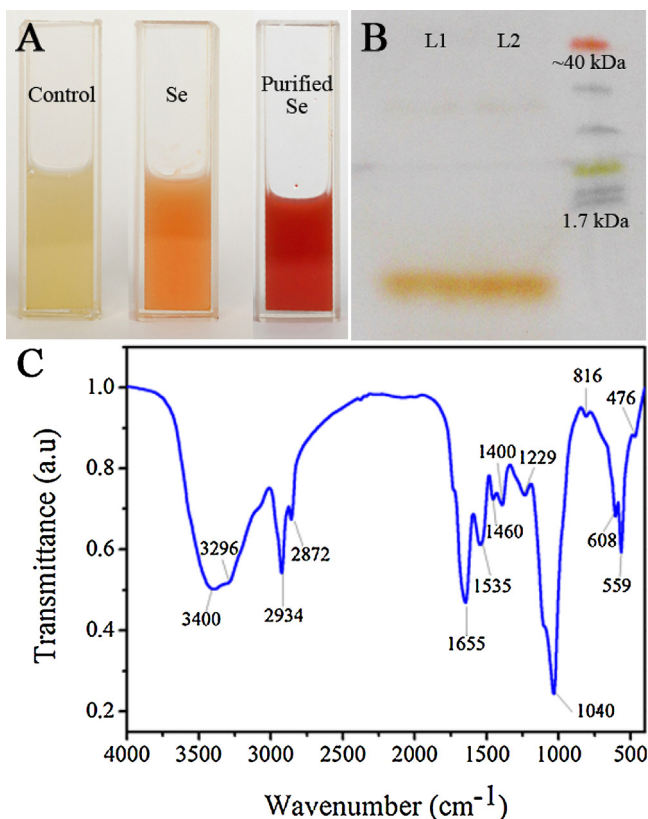 A
Control
Se
Purified
Se
B
L1 L2
~40 kDa
1.7 kDa
C
Transmittance (a.u)
1.0
0.8
0.6
0.4
0.2
3400
3296
2934
2872
1655
1535
1460
1400
1229
1040
816
608
559
476
4000 3500 3000 2500 2000 1500 1000 500
Wavenumber (cm⁻¹)